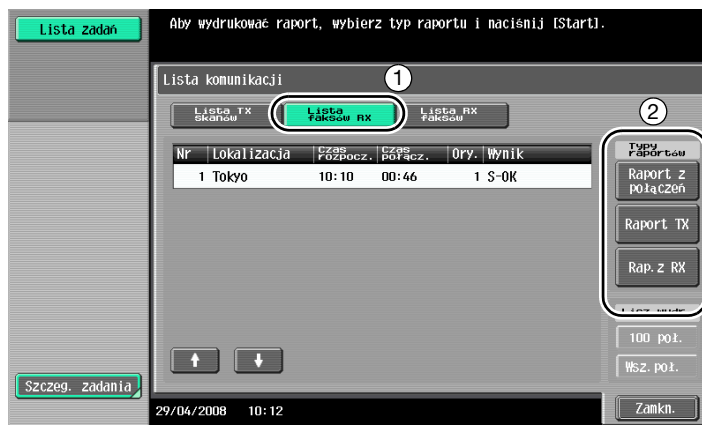 Lista zadań
Aby wydrukować raport, wybierz typ raportu i naciśnij [Start].
Lista komunikacji
1
Lista TX
skanów
Lista
faksów RX
Lista RX
faksów
2
Nr Lokalizacja Czas rozpocz. Czas połącz. Ory. Wynik
1 Tokyo 10:10 00:46 1 S-OK
Typy
raportów
Raport z
połączeń
Raport TX
Rap. z RX
100 poł.
Wsz. poł.
Szczeg. zadania
29/04/2008 10:12
Zamkn.